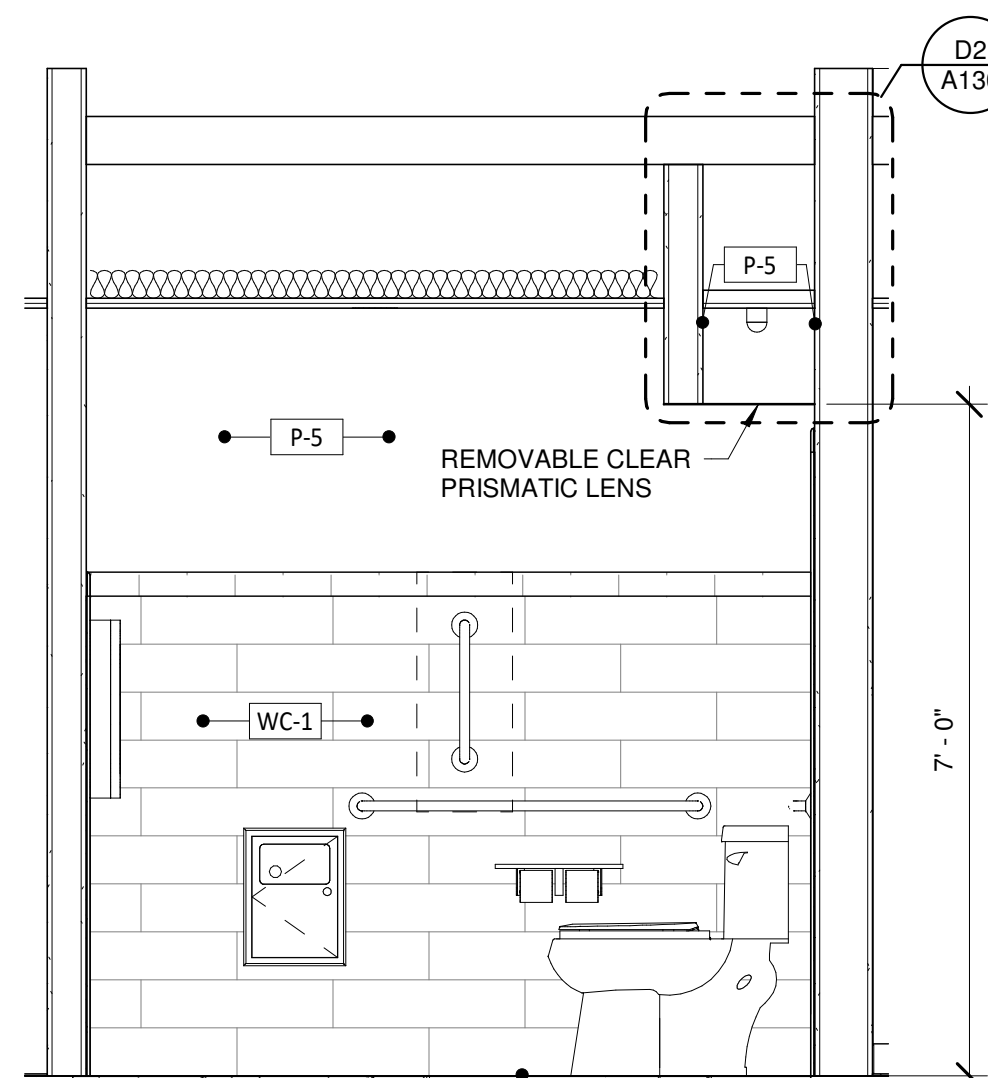 D2
P-5
P-5
REMOVABLE CLEAR
PRISMATIC LENS
WC-1
7' - 0"